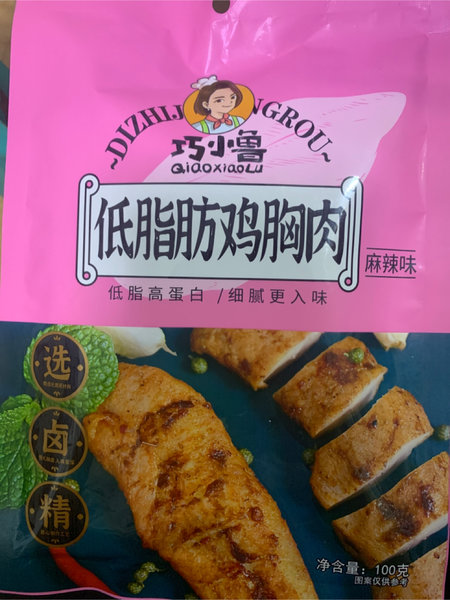 巧小鲁
QiaoxiaoLu
低脂肪鸡胸肉
麻辣味
低脂高蛋白 /细腻更入味
选
卤
精
净含量：100克
图案仅供参考